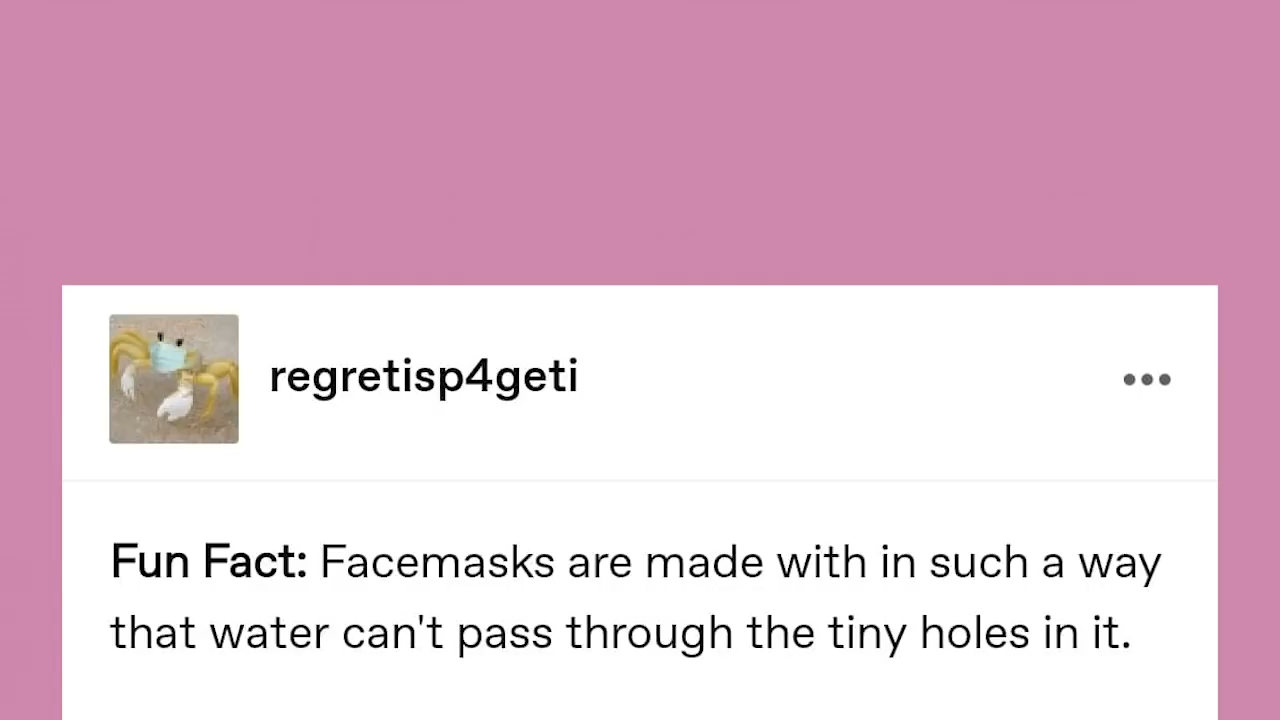 regretisp4geti
Fun Fact: Facemasks are made with in such a way
that water can't pass through the tiny holes in it.